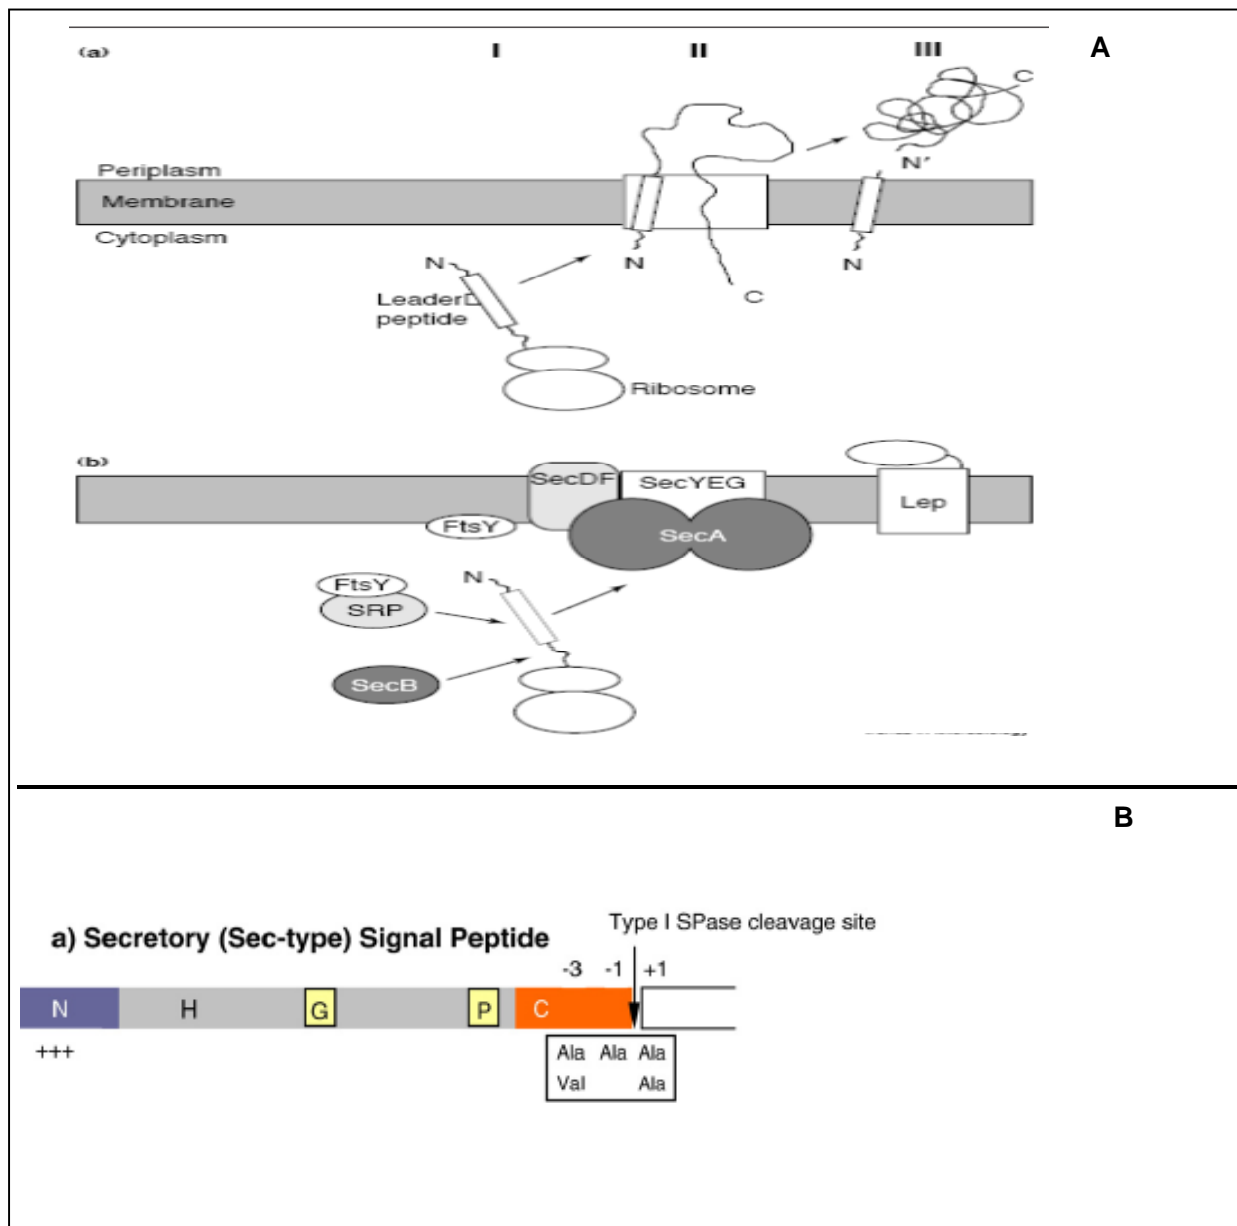 (a) I II III A
C
N'
Periplasm
Membrane
Cytoplasm
N N N
C
Leader
peptide
Ribosome
(b)
SecDF SecYEG
Lep
FtsY
SecA
N
FtsY
SRP
SecB
B
Type I SPase cleavage site
a) Secretory (Sec-type) Signal Peptide
-3 -1 +1
N H G P C
+++
Ala Ala Ala
Val Ala